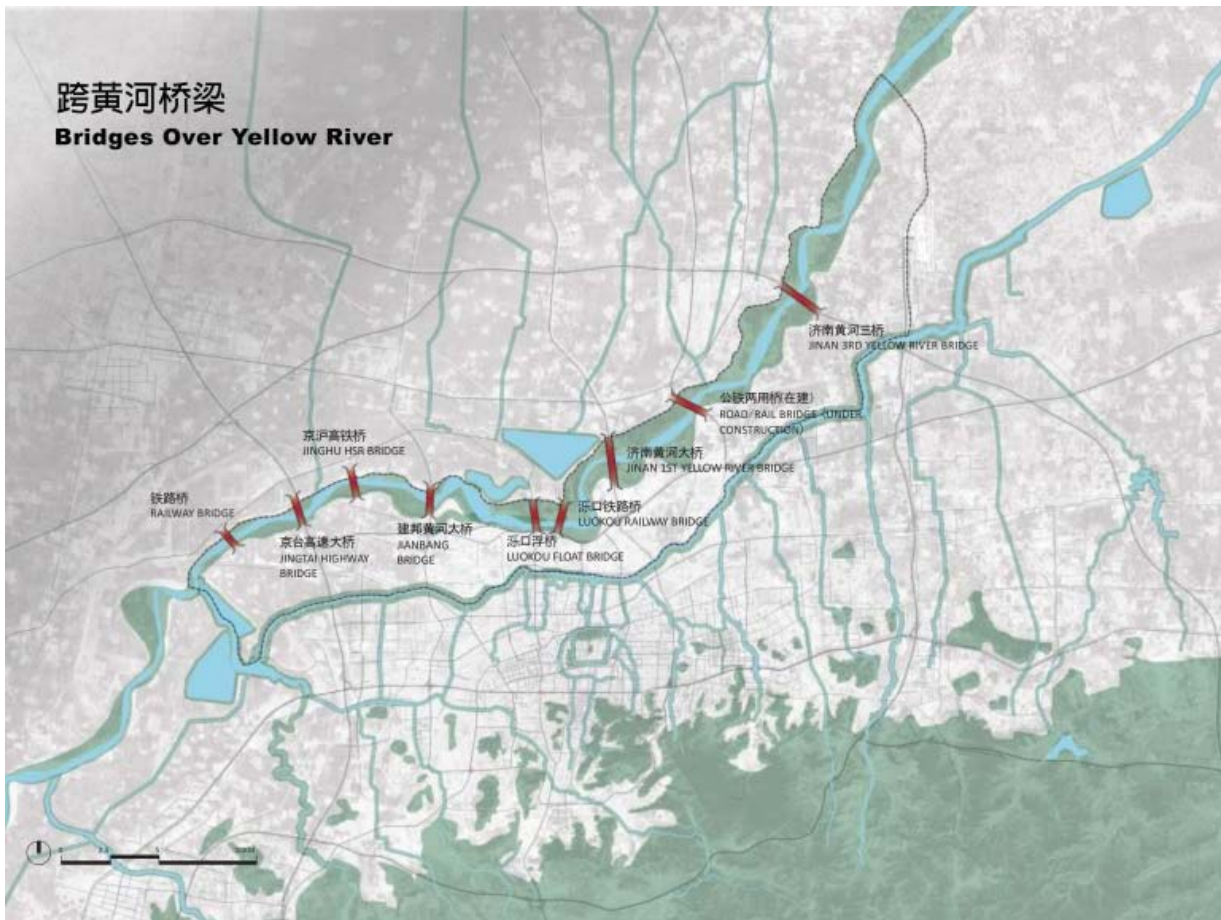 跨黄河桥梁
Bridges Over Yellow River
济南黄河三桥
JINAN 3RD YELLOW RIVER BRIDGE
公铁两用桥(在建)
ROAD/RAIL BRIDGE (UNDER
CONSTRUCTION)
京沪高铁桥
JINGHU HSR BRIDGE
济南黄河大桥
JINAN 1ST YELLOW RIVER BRIDGE
铁路桥
RAILWAY BRIDGE
泺口铁路桥
LUOKOU RAILWAY BRIDGE
京台高速大桥
JINGTAI HIGHWAY
BRIDGE
建邦黄河大桥
JIANBANG
BRIDGE
泺口浮桥
LUOKOU FLOAT BRIDGE
0 2.5 5